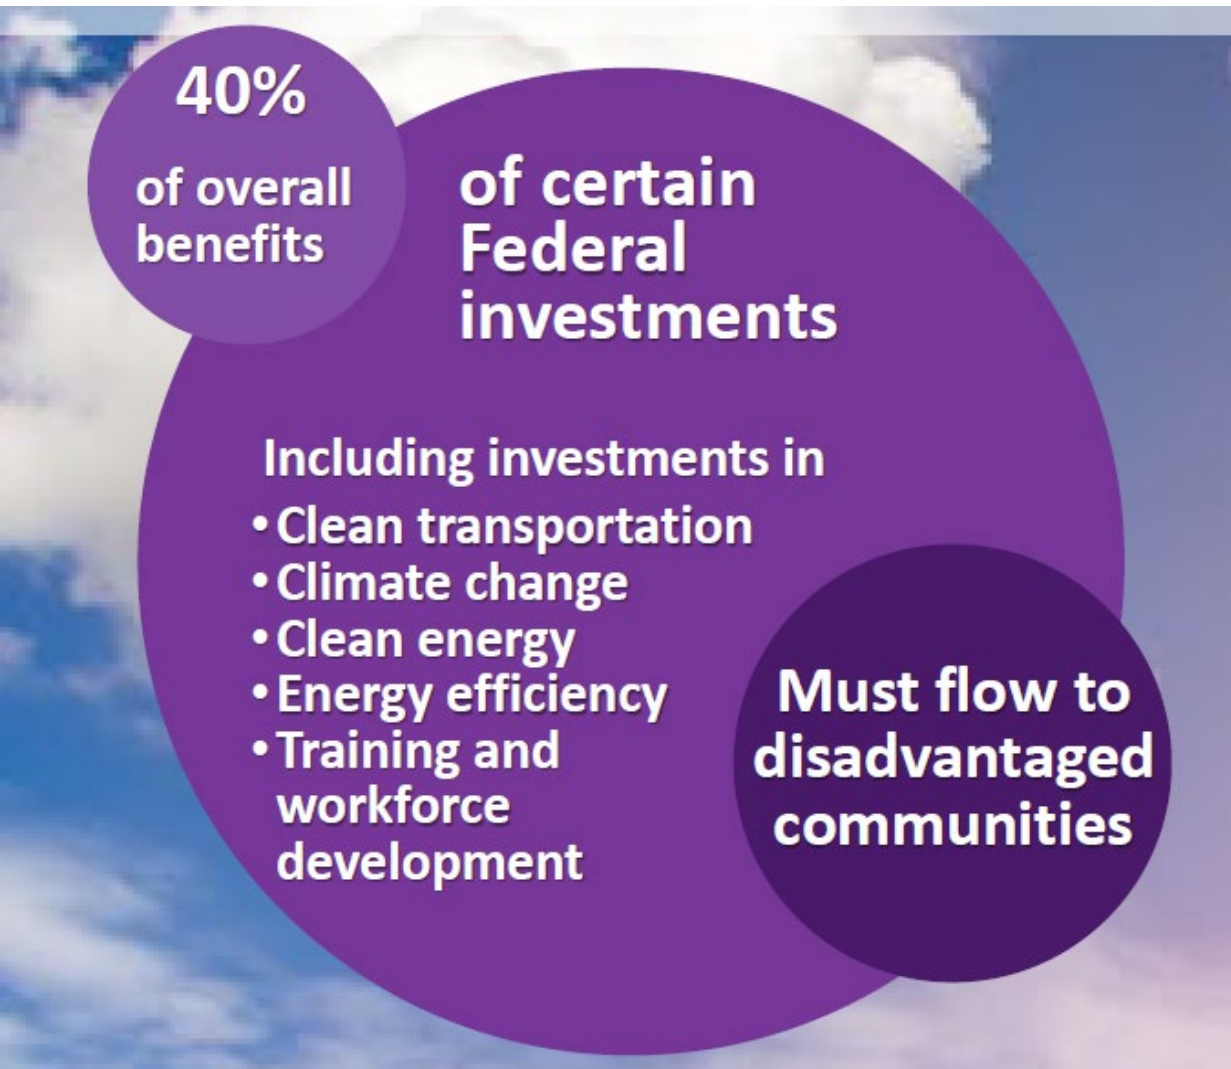 40%
of overall
benefits
of certain
Federal
investments
Including investments in
• Clean transportation
• Climate change
• Clean energy
• Energy efficiency
• Training and
workforce
development
Must flow to
disadvantaged
communities